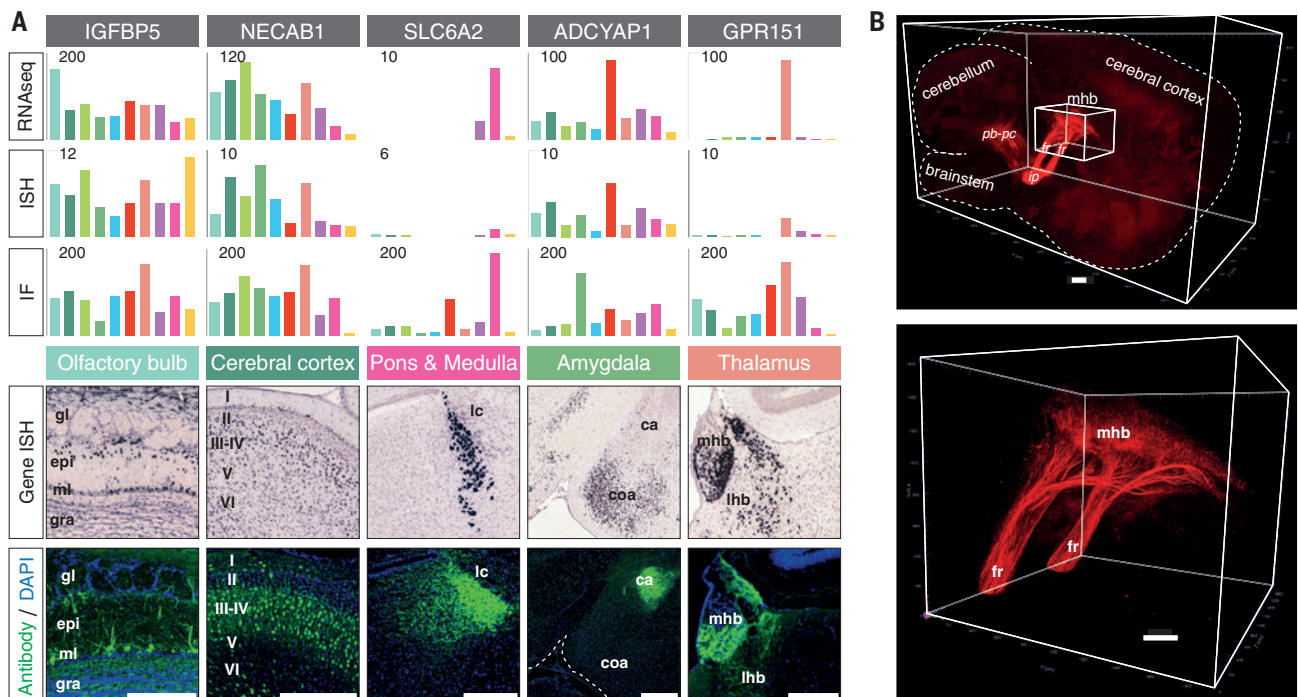 A
IGFBP5 NECAB1 SLC6A2 ADCYAP1 GPR151
RNAseq
200 120 10 100 100
ISH
12 10 6 10 10
IF
200 200 200 200 200
Olfactory bulb Cerebral cortex Pons & Medulla Amygdala Thalamus
Gene ISH
gl
epi
ml
gra
I
II
III-IV
V
VI
lc
ca
coa
mhb
lhb
Antibody / DAPI
gl
epi
ml
gra
I
II
III-IV
V
VI
lc
ca
coa
mhb
lhb
B
cerebellum
cerebral cortex
mhb
pb-pc
fr fr
ip
brainstem
mhb
fr
fr